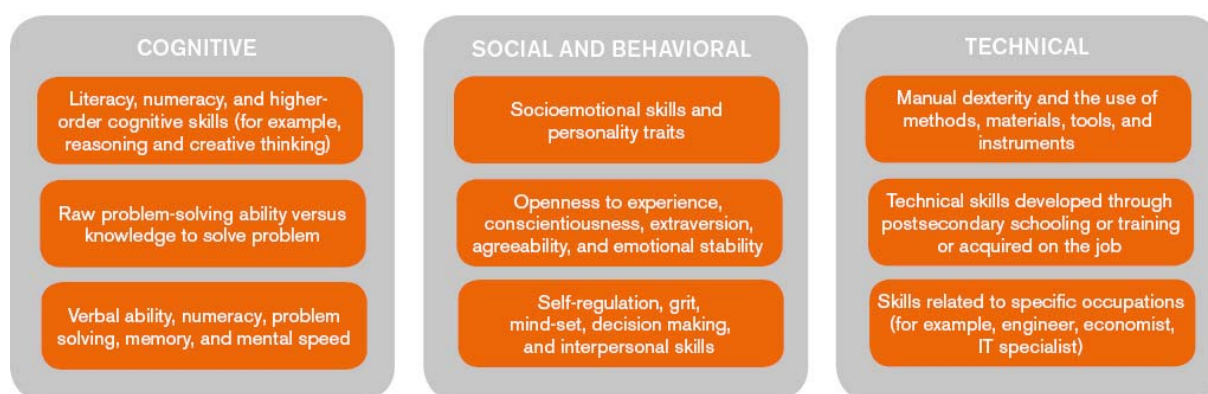 COGNITIVE
Literacy, numeracy, and higher-
order cognitive skills (for example,
reasoning and creative thinking)
Raw problem-solving ability versus
knowledge to solve problem
Verbal ability, numeracy, problem
solving, memory, and mental speed
SOCIAL AND BEHAVIORAL
Socioemotional skills and
personality traits
Openness to experience,
conscientiousness, extraversion,
agreeability, and emotional stability
Self-regulation, grit,
mind-set, decision making,
and interpersonal skills
TECHNICAL
Manual dexterity and the use of
methods, materials, tools, and
instruments
Technical skills developed through
postsecondary schooling or training
or acquired on the job
Skills related to specific occupations
(for example, engineer, economist,
IT specialist)